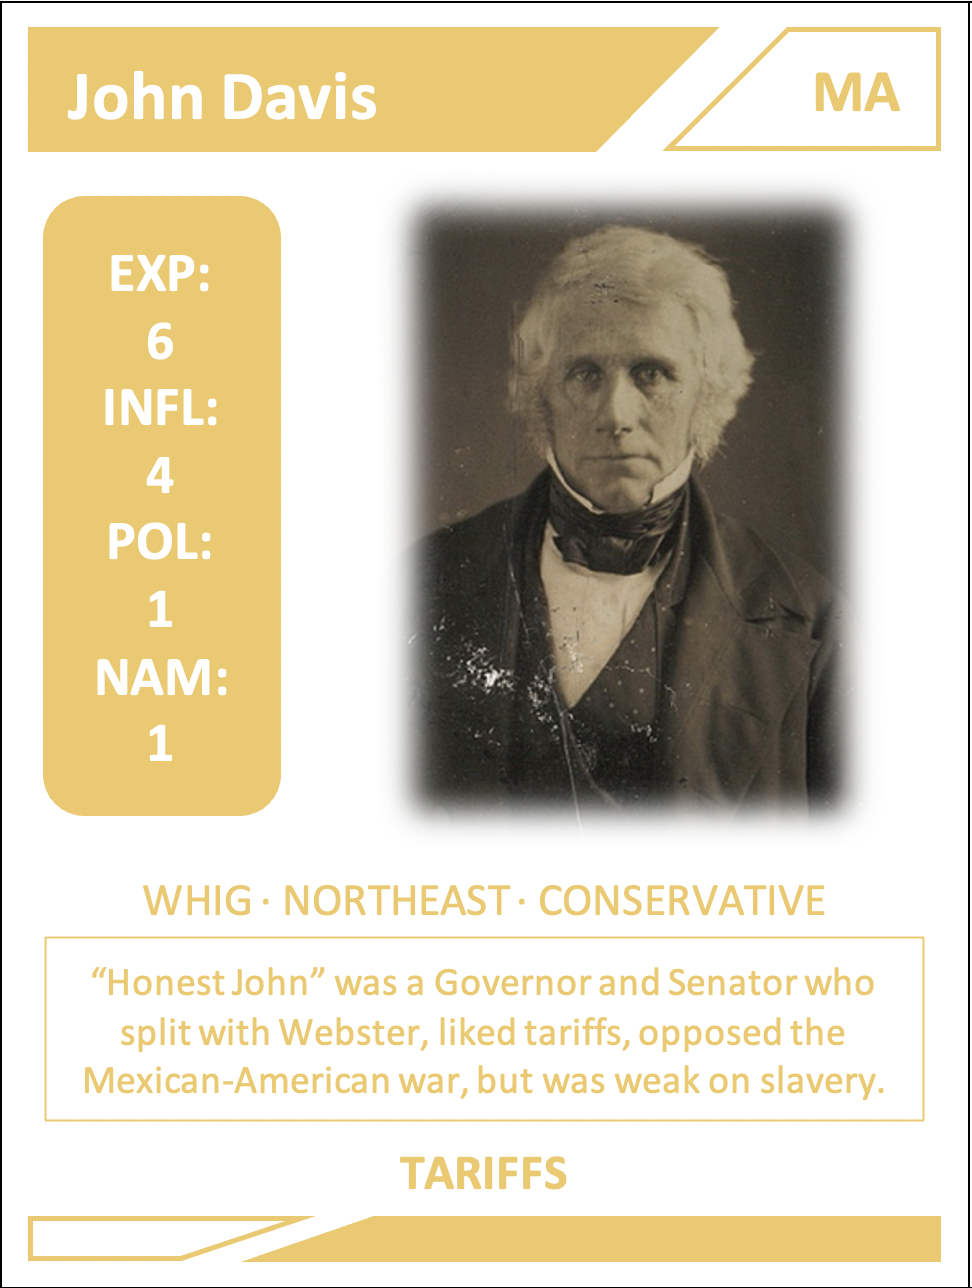 John Davis
MA
EXP:
6
INFL:
4
POL:
1
NAM:
1
WHIG · NORTHEAST · CONSERVATIVE
“Honest John” was a Governor and Senator who
split with Webster, liked tariffs, opposed the
Mexican-American war, but was weak on slavery.
TARIFFS